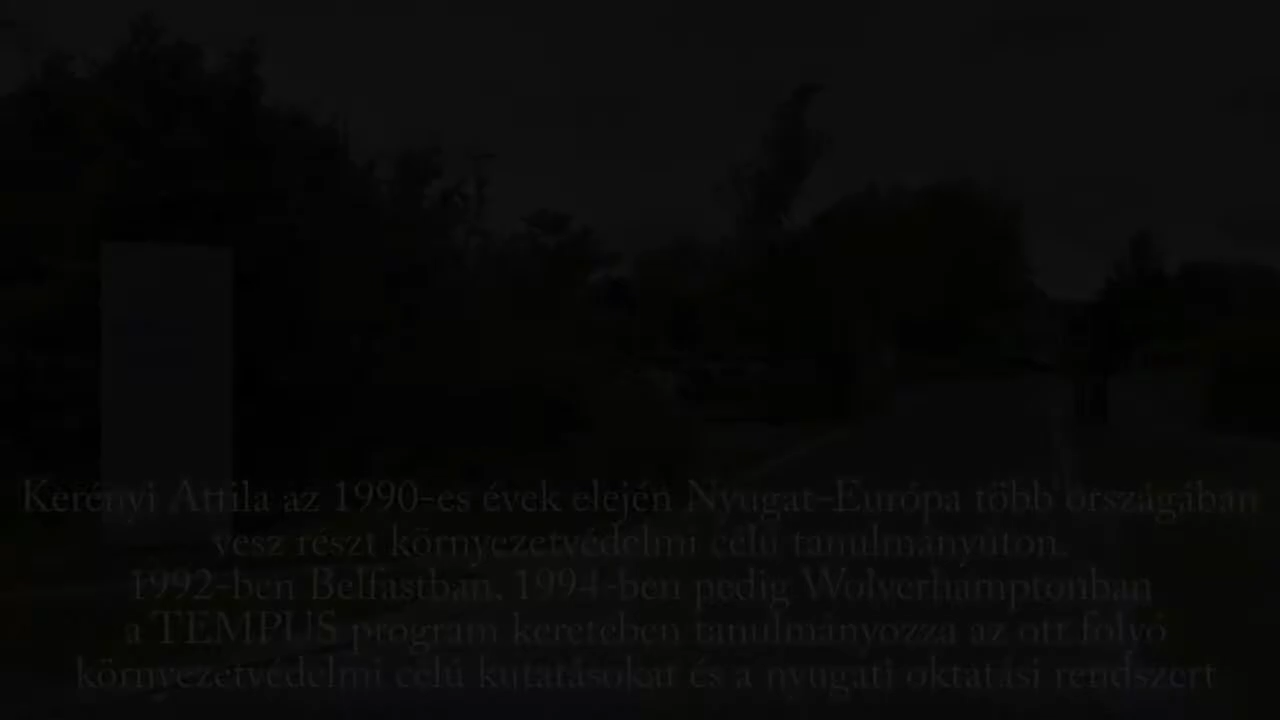 Kerényi Attila az 1990-es évek elején Nyugat-Európa több országában
vesz részt környezetvédelmi célú tanulmányúton.
1992-ben Belfastban, 1994-ben pedig Wolverhamptonban
a TEMPUS program keretében tanulmányozza az ott folyó
környezetvédelmi célú kutatásokat és a nyugati oktatási rendszert